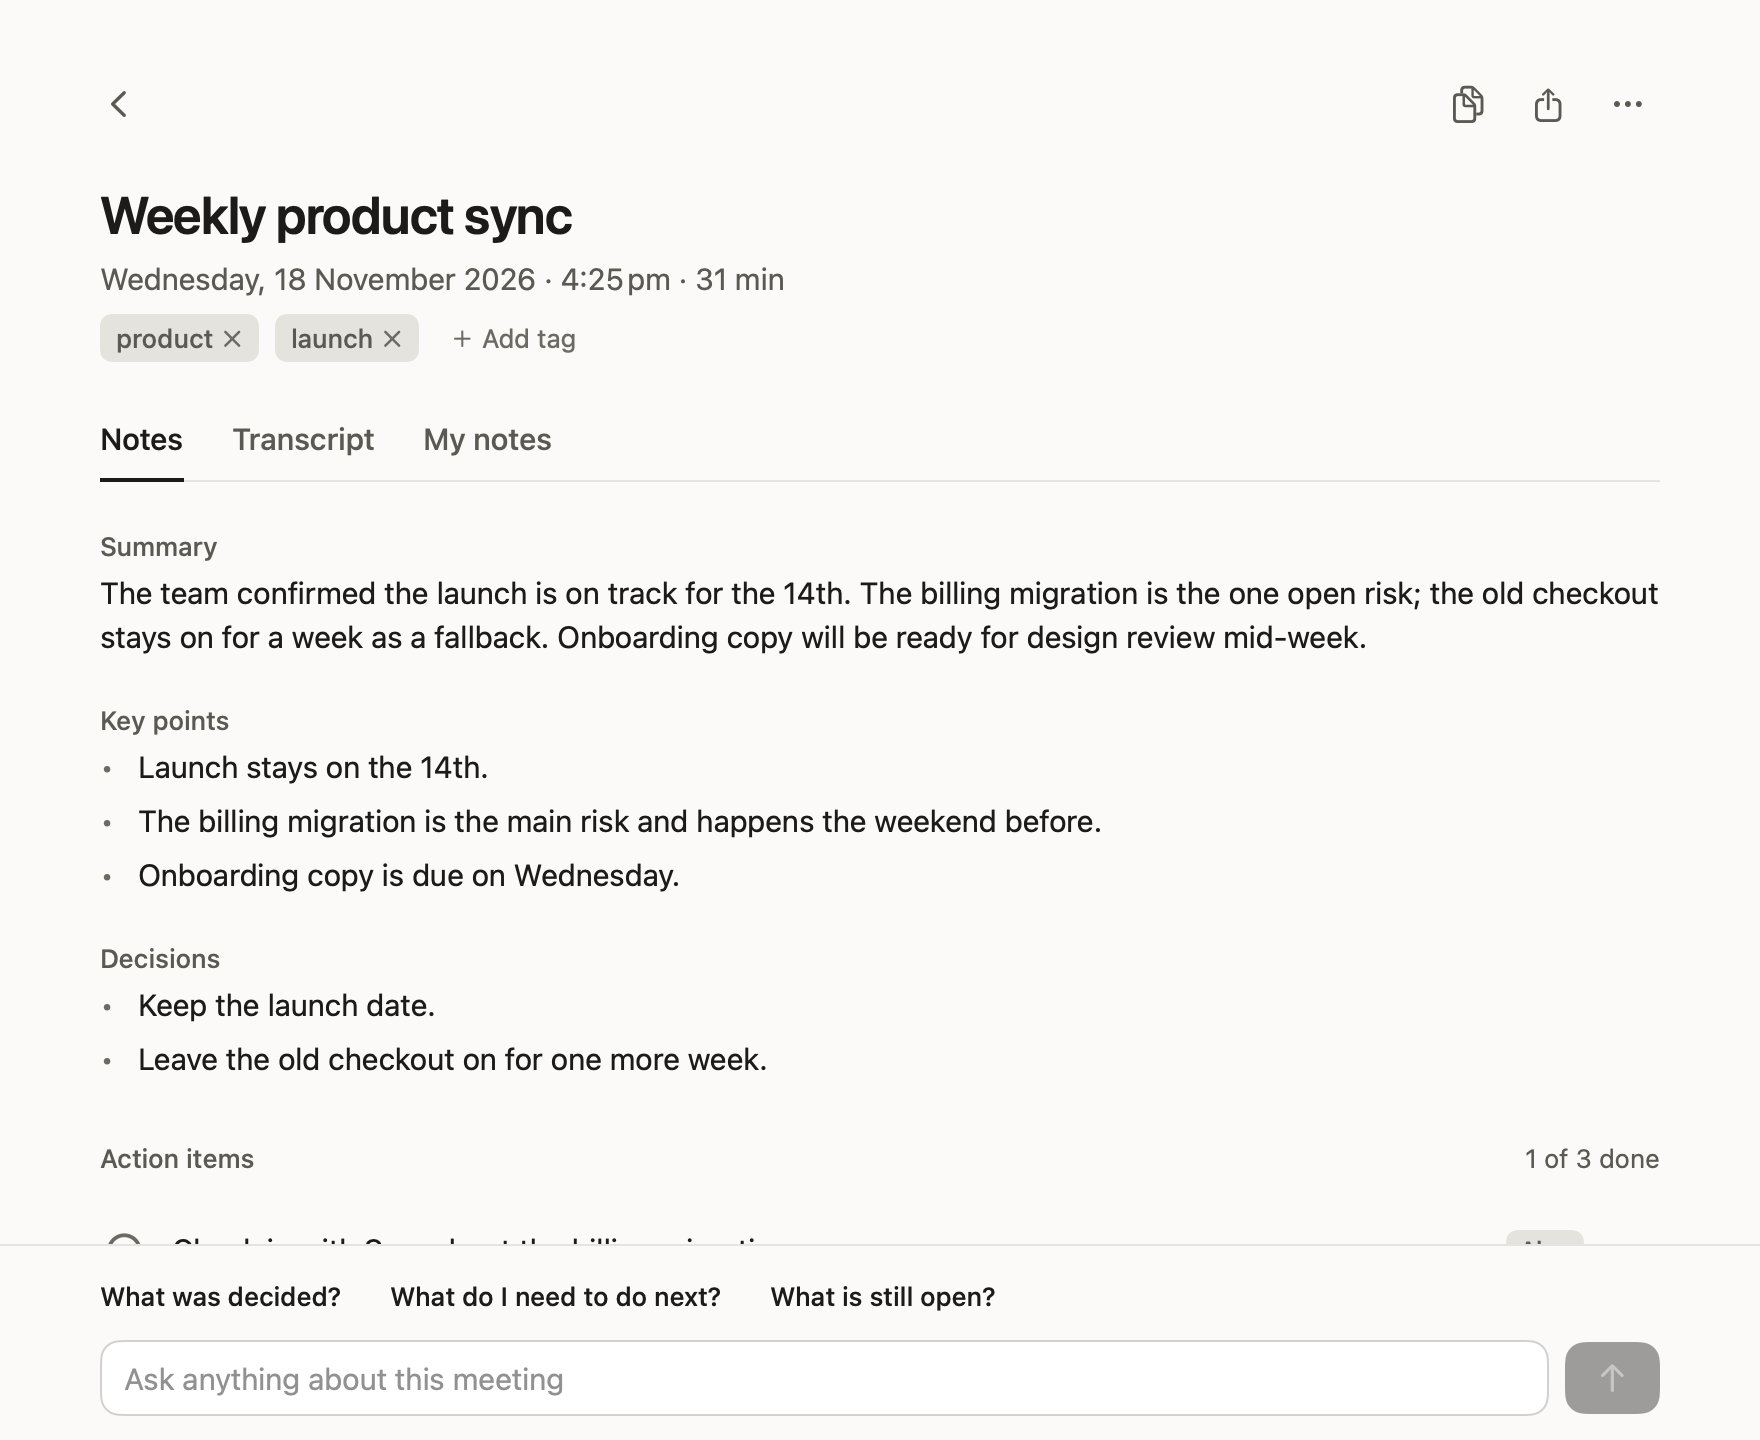 Weekly product sync
Wednesday, 18 November 2026 · 4:25 pm · 31 min
product × launch × + Add tag
Notes Transcript My notes
Summary
The team confirmed the launch is on track for the 14th. The billing migration is the one open risk; the old checkout
stays on for a week as a fallback. Onboarding copy will be ready for design review mid-week.
Key points
• Launch stays on the 14th.
• The billing migration is the main risk and happens the weekend before.
• Onboarding copy is due on Wednesday.
Decisions
• Keep the launch date.
• Leave the old checkout on for one more week.
Action items 1 of 3 done
What was decided? What do I need to do next? What is still open?
Ask anything about this meeting